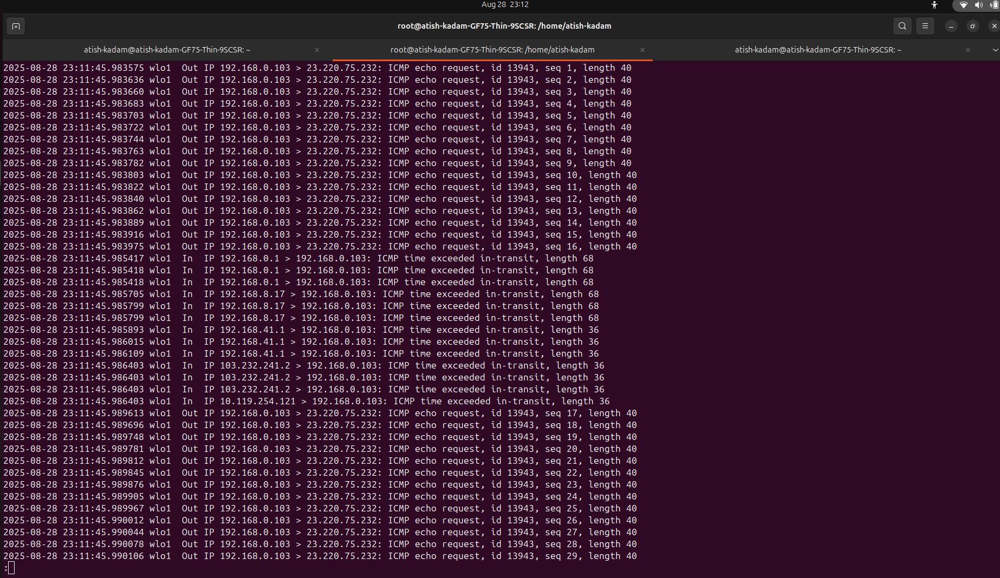 Aug 28 23:12
root@atish-kadam-GF75-Thin-9SCSR: /home/atish-kadam
atish-kadam@atish-kadam-GF75-Thin-9SCSR: ~
root@atish-kadam-GF75-Thin-9SCSR: /home/atish-kadam
atish-kadam@atish-kadam-GF75-Thin-9SCSR: ~
2025-08-28 23:11:45.983575 wlo1  Out IP 192.168.0.103 > 23.220.75.232: ICMP echo request, id 13943, seq 1, length 40
2025-08-28 23:11:45.983636 wlo1  Out IP 192.168.0.103 > 23.220.75.232: ICMP echo request, id 13943, seq 2, length 40
2025-08-28 23:11:45.983660 wlo1  Out IP 192.168.0.103 > 23.220.75.232: ICMP echo request, id 13943, seq 3, length 40
2025-08-28 23:11:45.983683 wlo1  Out IP 192.168.0.103 > 23.220.75.232: ICMP echo request, id 13943, seq 4, length 40
2025-08-28 23:11:45.983703 wlo1  Out IP 192.168.0.103 > 23.220.75.232: ICMP echo request, id 13943, seq 5, length 40
2025-08-28 23:11:45.983722 wlo1  Out IP 192.168.0.103 > 23.220.75.232: ICMP echo request, id 13943, seq 6, length 40
2025-08-28 23:11:45.983744 wlo1  Out IP 192.168.0.103 > 23.220.75.232: ICMP echo request, id 13943, seq 7, length 40
2025-08-28 23:11:45.983763 wlo1  Out IP 192.168.0.103 > 23.220.75.232: ICMP echo request, id 13943, seq 8, length 40
2025-08-28 23:11:45.983782 wlo1  Out IP 192.168.0.103 > 23.220.75.232: ICMP echo request, id 13943, seq 9, length 40
2025-08-28 23:11:45.983803 wlo1  Out IP 192.168.0.103 > 23.220.75.232: ICMP echo request, id 13943, seq 10, length 40
2025-08-28 23:11:45.983822 wlo1  Out IP 192.168.0.103 > 23.220.75.232: ICMP echo request, id 13943, seq 11, length 40
2025-08-28 23:11:45.983840 wlo1  Out IP 192.168.0.103 > 23.220.75.232: ICMP echo request, id 13943, seq 12, length 40
2025-08-28 23:11:45.983862 wlo1  Out IP 192.168.0.103 > 23.220.75.232: ICMP echo request, id 13943, seq 13, length 40
2025-08-28 23:11:45.983889 wlo1  Out IP 192.168.0.103 > 23.220.75.232: ICMP echo request, id 13943, seq 14, length 40
2025-08-28 23:11:45.983916 wlo1  Out IP 192.168.0.103 > 23.220.75.232: ICMP echo request, id 13943, seq 15, length 40
2025-08-28 23:11:45.983975 wlo1  Out IP 192.168.0.103 > 23.220.75.232: ICMP echo request, id 13943, seq 16, length 40
2025-08-28 23:11:45.985417 wlo1  In  IP 192.168.0.1 > 192.168.0.103: ICMP time exceeded in-transit, length 68
2025-08-28 23:11:45.985418 wlo1  In  IP 192.168.0.1 > 192.168.0.103: ICMP time exceeded in-transit, length 68
2025-08-28 23:11:45.985418 wlo1  In  IP 192.168.0.1 > 192.168.0.103: ICMP time exceeded in-transit, length 68
2025-08-28 23:11:45.985705 wlo1  In  IP 192.168.8.17 > 192.168.0.103: ICMP time exceeded in-transit, length 68
2025-08-28 23:11:45.985799 wlo1  In  IP 192.168.8.17 > 192.168.0.103: ICMP time exceeded in-transit, length 68
2025-08-28 23:11:45.985799 wlo1  In  IP 192.168.8.17 > 192.168.0.103: ICMP time exceeded in-transit, length 68
2025-08-28 23:11:45.985893 wlo1  In  IP 192.168.41.1 > 192.168.0.103: ICMP time exceeded in-transit, length 36
2025-08-28 23:11:45.986015 wlo1  In  IP 192.168.41.1 > 192.168.0.103: ICMP time exceeded in-transit, length 36
2025-08-28 23:11:45.986109 wlo1  In  IP 192.168.41.1 > 192.168.0.103: ICMP time exceeded in-transit, length 36
2025-08-28 23:11:45.986403 wlo1  In  IP 103.232.241.2 > 192.168.0.103: ICMP time exceeded in-transit, length 36
2025-08-28 23:11:45.986403 wlo1  In  IP 103.232.241.2 > 192.168.0.103: ICMP time exceeded in-transit, length 36
2025-08-28 23:11:45.986403 wlo1  In  IP 103.232.241.2 > 192.168.0.103: ICMP time exceeded in-transit, length 36
2025-08-28 23:11:45.986403 wlo1  In  IP 10.119.254.121 > 192.168.0.103: ICMP time exceeded in-transit, length 36
2025-08-28 23:11:45.989613 wlo1  Out IP 192.168.0.103 > 23.220.75.232: ICMP echo request, id 13943, seq 17, length 40
2025-08-28 23:11:45.989696 wlo1  Out IP 192.168.0.103 > 23.220.75.232: ICMP echo request, id 13943, seq 18, length 40
2025-08-28 23:11:45.989748 wlo1  Out IP 192.168.0.103 > 23.220.75.232: ICMP echo request, id 13943, seq 19, length 40
2025-08-28 23:11:45.989781 wlo1  Out IP 192.168.0.103 > 23.220.75.232: ICMP echo request, id 13943, seq 20, length 40
2025-08-28 23:11:45.989812 wlo1  Out IP 192.168.0.103 > 23.220.75.232: ICMP echo request, id 13943, seq 21, length 40
2025-08-28 23:11:45.989845 wlo1  Out IP 192.168.0.103 > 23.220.75.232: ICMP echo request, id 13943, seq 22, length 40
2025-08-28 23:11:45.989876 wlo1  Out IP 192.168.0.103 > 23.220.75.232: ICMP echo request, id 13943, seq 23, length 40
2025-08-28 23:11:45.989905 wlo1  Out IP 192.168.0.103 > 23.220.75.232: ICMP echo request, id 13943, seq 24, length 40
2025-08-28 23:11:45.989967 wlo1  Out IP 192.168.0.103 > 23.220.75.232: ICMP echo request, id 13943, seq 25, length 40
2025-08-28 23:11:45.990012 wlo1  Out IP 192.168.0.103 > 23.220.75.232: ICMP echo request, id 13943, seq 26, length 40
2025-08-28 23:11:45.990044 wlo1  Out IP 192.168.0.103 > 23.220.75.232: ICMP echo request, id 13943, seq 27, length 40
2025-08-28 23:11:45.990078 wlo1  Out IP 192.168.0.103 > 23.220.75.232: ICMP echo request, id 13943, seq 28, length 40
2025-08-28 23:11:45.990106 wlo1  Out IP 192.168.0.103 > 23.220.75.232: ICMP echo request, id 13943, seq 29, length 40
: